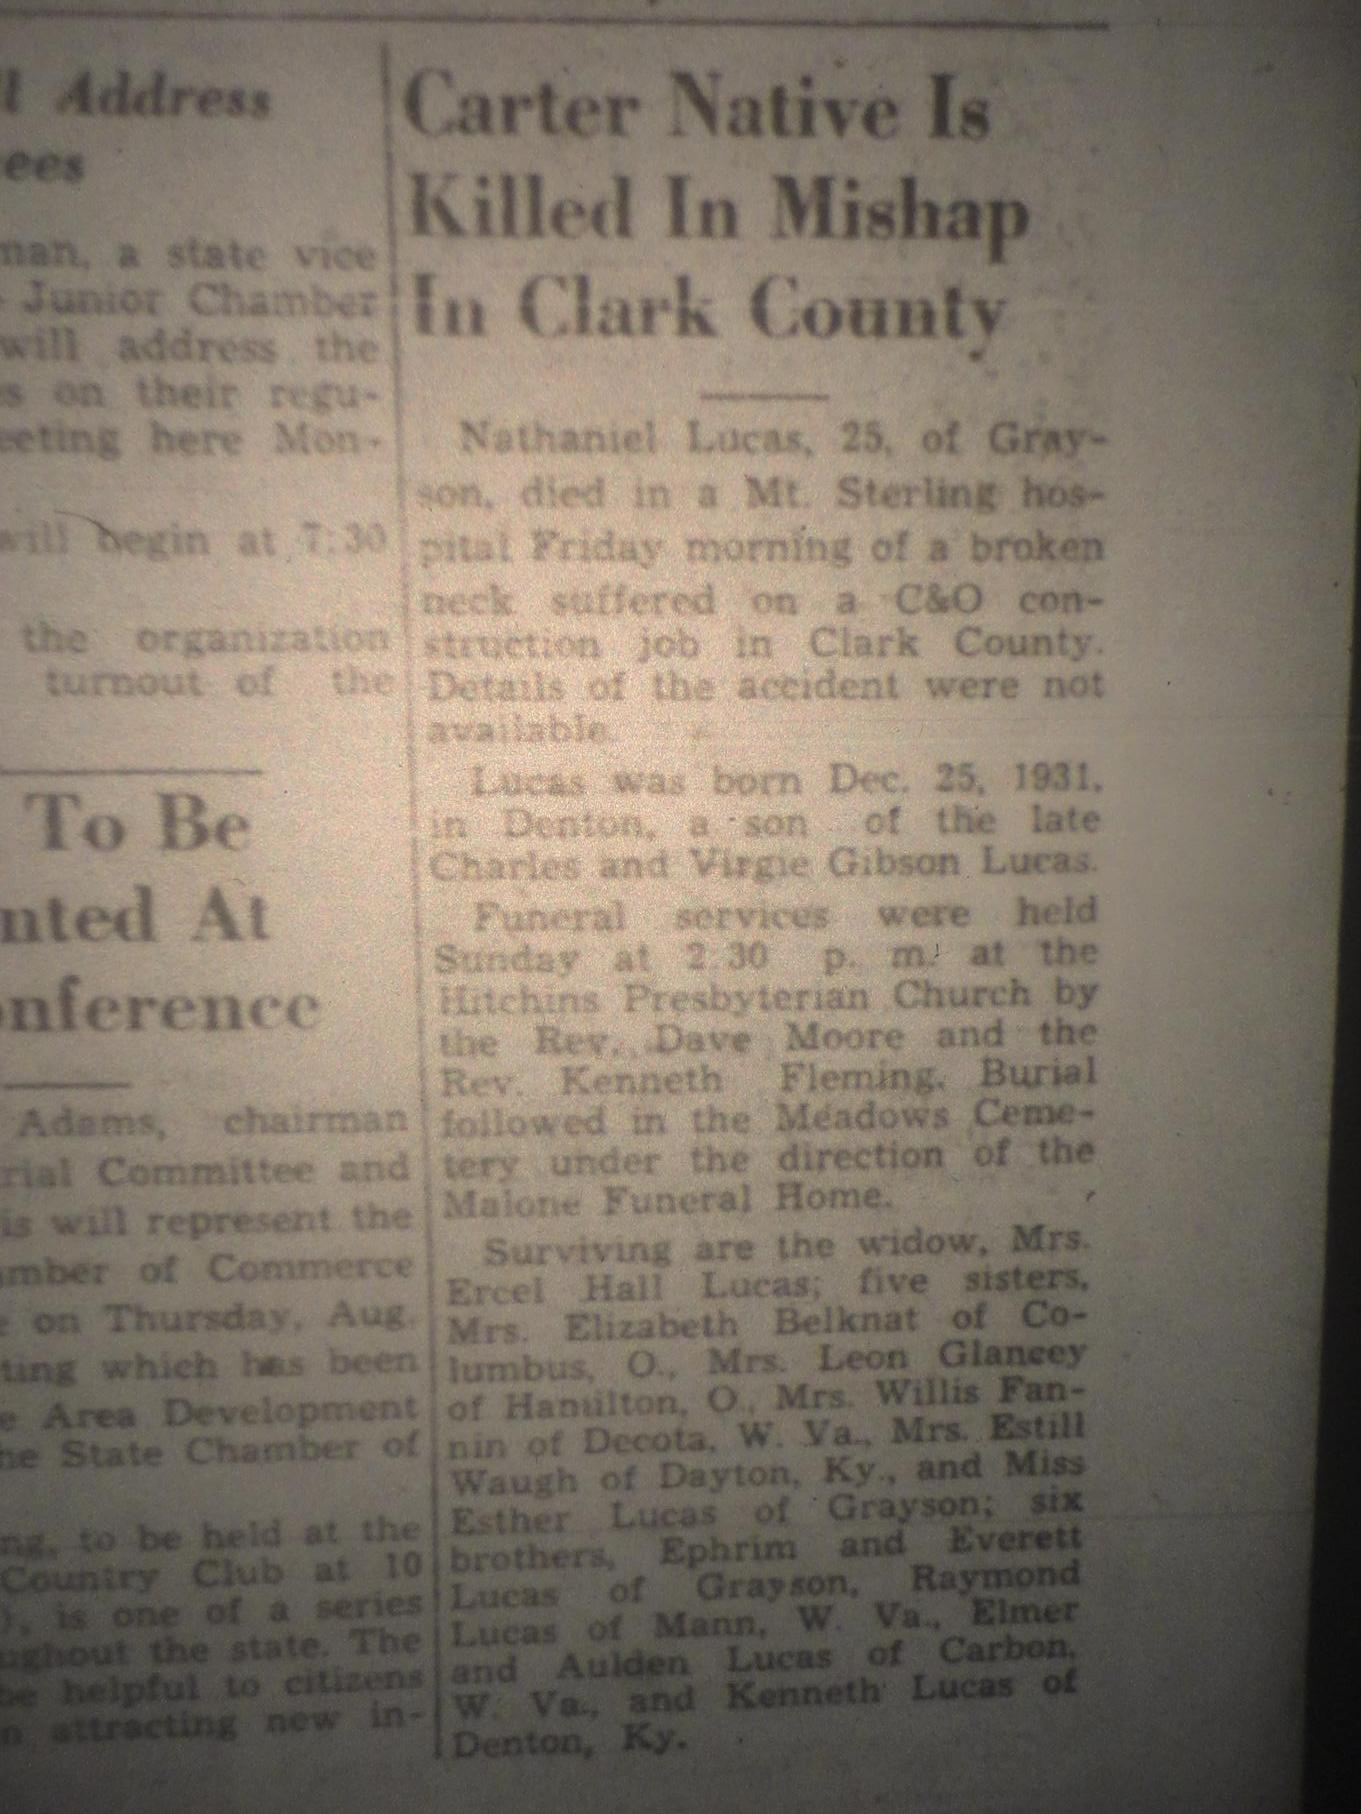 l Address
ees
man, a state vice
Junior Chamber
will address the
s on their regu-
eeting here Mon-
will begin at 7:30
the organization
turnout of the
To Be
nted At
onference
Adams, chairman
rial Committee and
is will represent the
mber of Commerce
e on Thursday, Aug.
ting which has been
e Area Development
he State Chamber of
ng, to be held at the
Country Club at 10
), is one of a series
ughout the state. The
be helpful to citizens
n attracting new in-
Carter Native Is
Killed In Mishap
In Clark County
Nathaniel Lucas, 25, of Gray-
son, died in a Mt. Sterling hos-
pital Friday morning of a broken
neck suffered on a C&O con-
struction job in Clark County.
Details of the accident were not
available.
Lucas was born Dec. 25, 1931,
in Denton, a son of the late
Charles and Virgie Gibson Lucas.
Funeral services were held
Sunday at 2:30 p. m. at the
Hitchins Presbyterian Church by
the Rev. Dave Moore and the
Rev. Kenneth Fleming. Burial
followed in the Meadows Ceme-
tery under the direction of the
Malone Funeral Home.
Surviving are the widow, Mrs.
Ercel Hall Lucas; five sisters,
Mrs. Elizabeth Belknat of Co-
lumbus, O., Mrs. Leon Glancey
of Hamilton, O., Mrs. Willis Fan-
nin of Decota, W. Va., Mrs. Estill
Waugh of Dayton, Ky., and Miss
Esther Lucas of Grayson; six
brothers, Ephrim and Everett
Lucas of Grayson, Raymond
Lucas of Mann, W. Va., Elmer
and Aulden Lucas of Carbon,
W. Va., and Kenneth Lucas of
Denton, Ky.